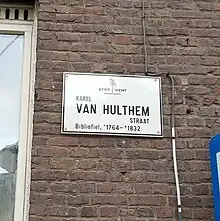 STAD GENT
KAREL
VAN HULTHEM
STRAAT
Bibliofiel, °1764-†1832